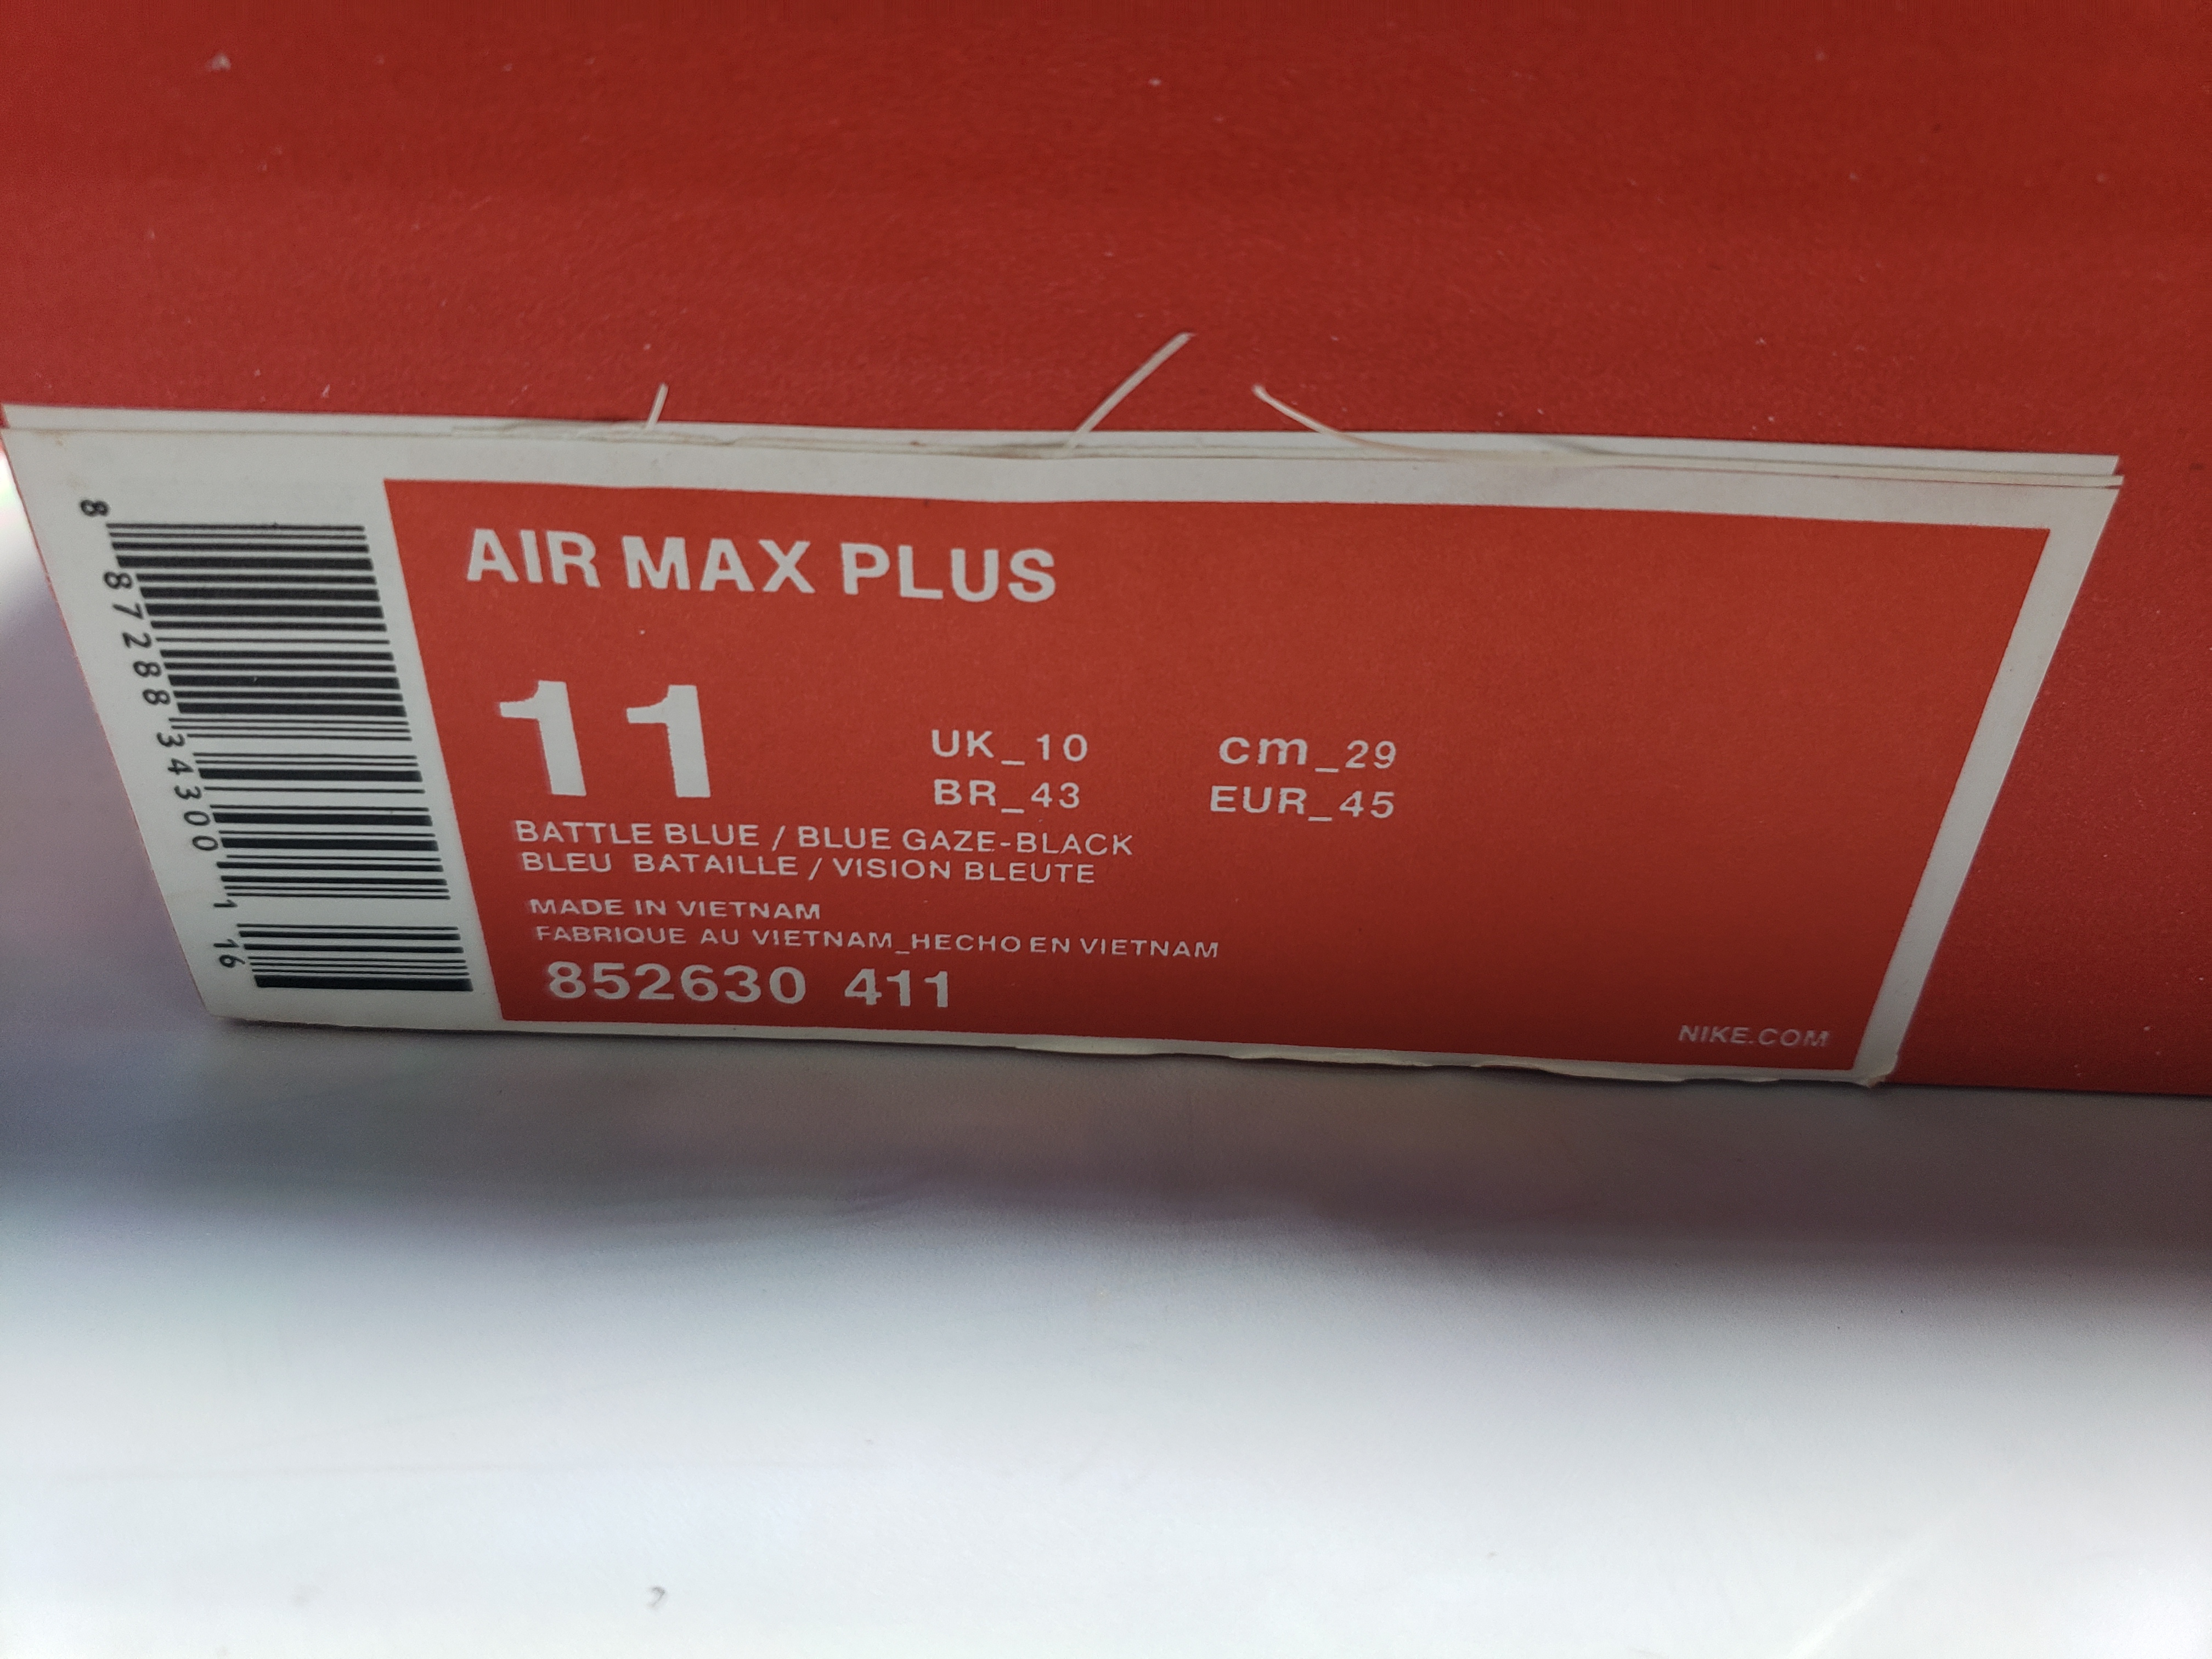 AIR MAX PLUS
11
UK_10 cm_29
BR_43 EUR_45
BATTLE BLUE / BLUE GAZE-BLACK
BLEU BATAILLE / VISION BLEUTE
MADE IN VIETNAM
FABRIQUE AU VIETNAM_HECHO EN VIETNAM
852630 411
NIKE.COM
8 87288 34300 1 16